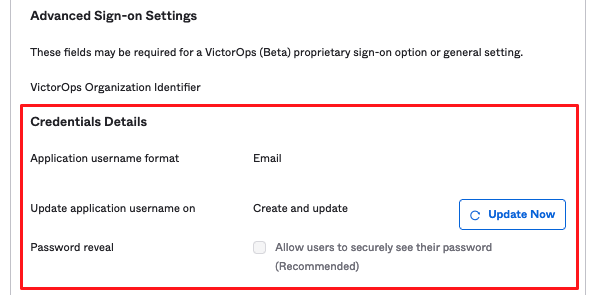 Advanced Sign-on Settings
These fields may be required for a VictorOps (Beta) proprietary sign-on option or general setting.
VictorOps Organization Identifier
Credentials Details
Application username format Email
Update application username on Create and update Update Now
Password reveal Allow users to securely see their password
(Recommended)